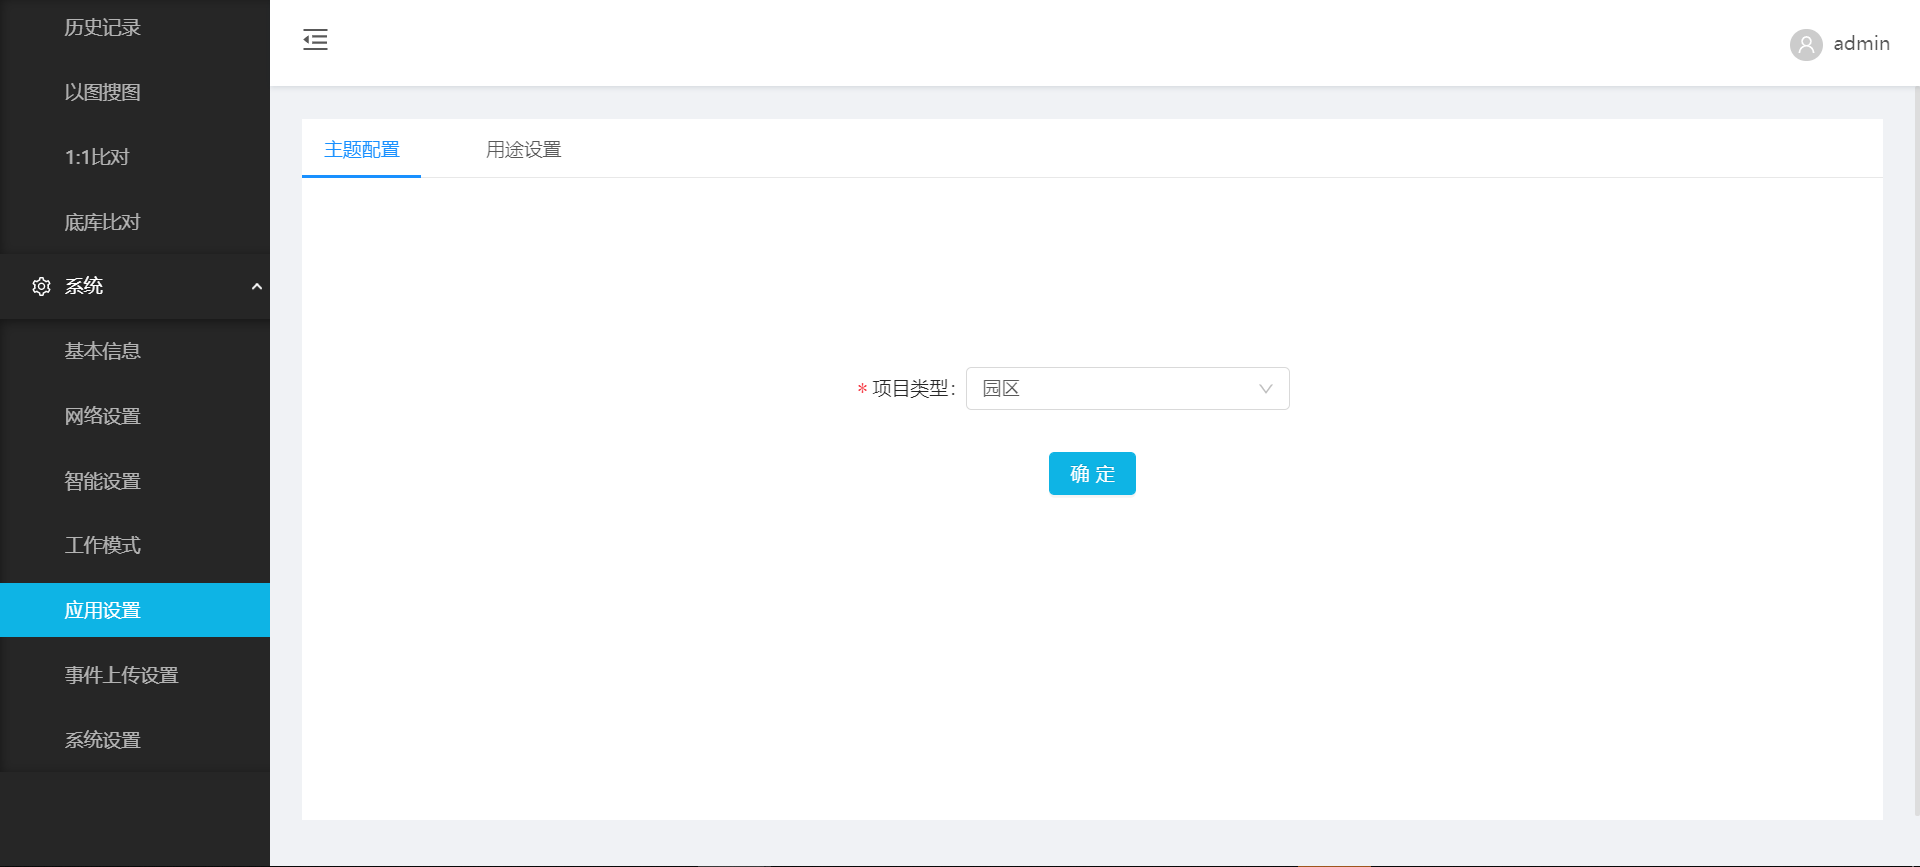 历史记录
以图搜图
1:1比对
底库比对
系统
基本信息
网络设置
智能设置
工作模式
应用设置
事件上传设置
系统设置
admin
主题配置
用途设置
* 项目类型:
园区
确 定